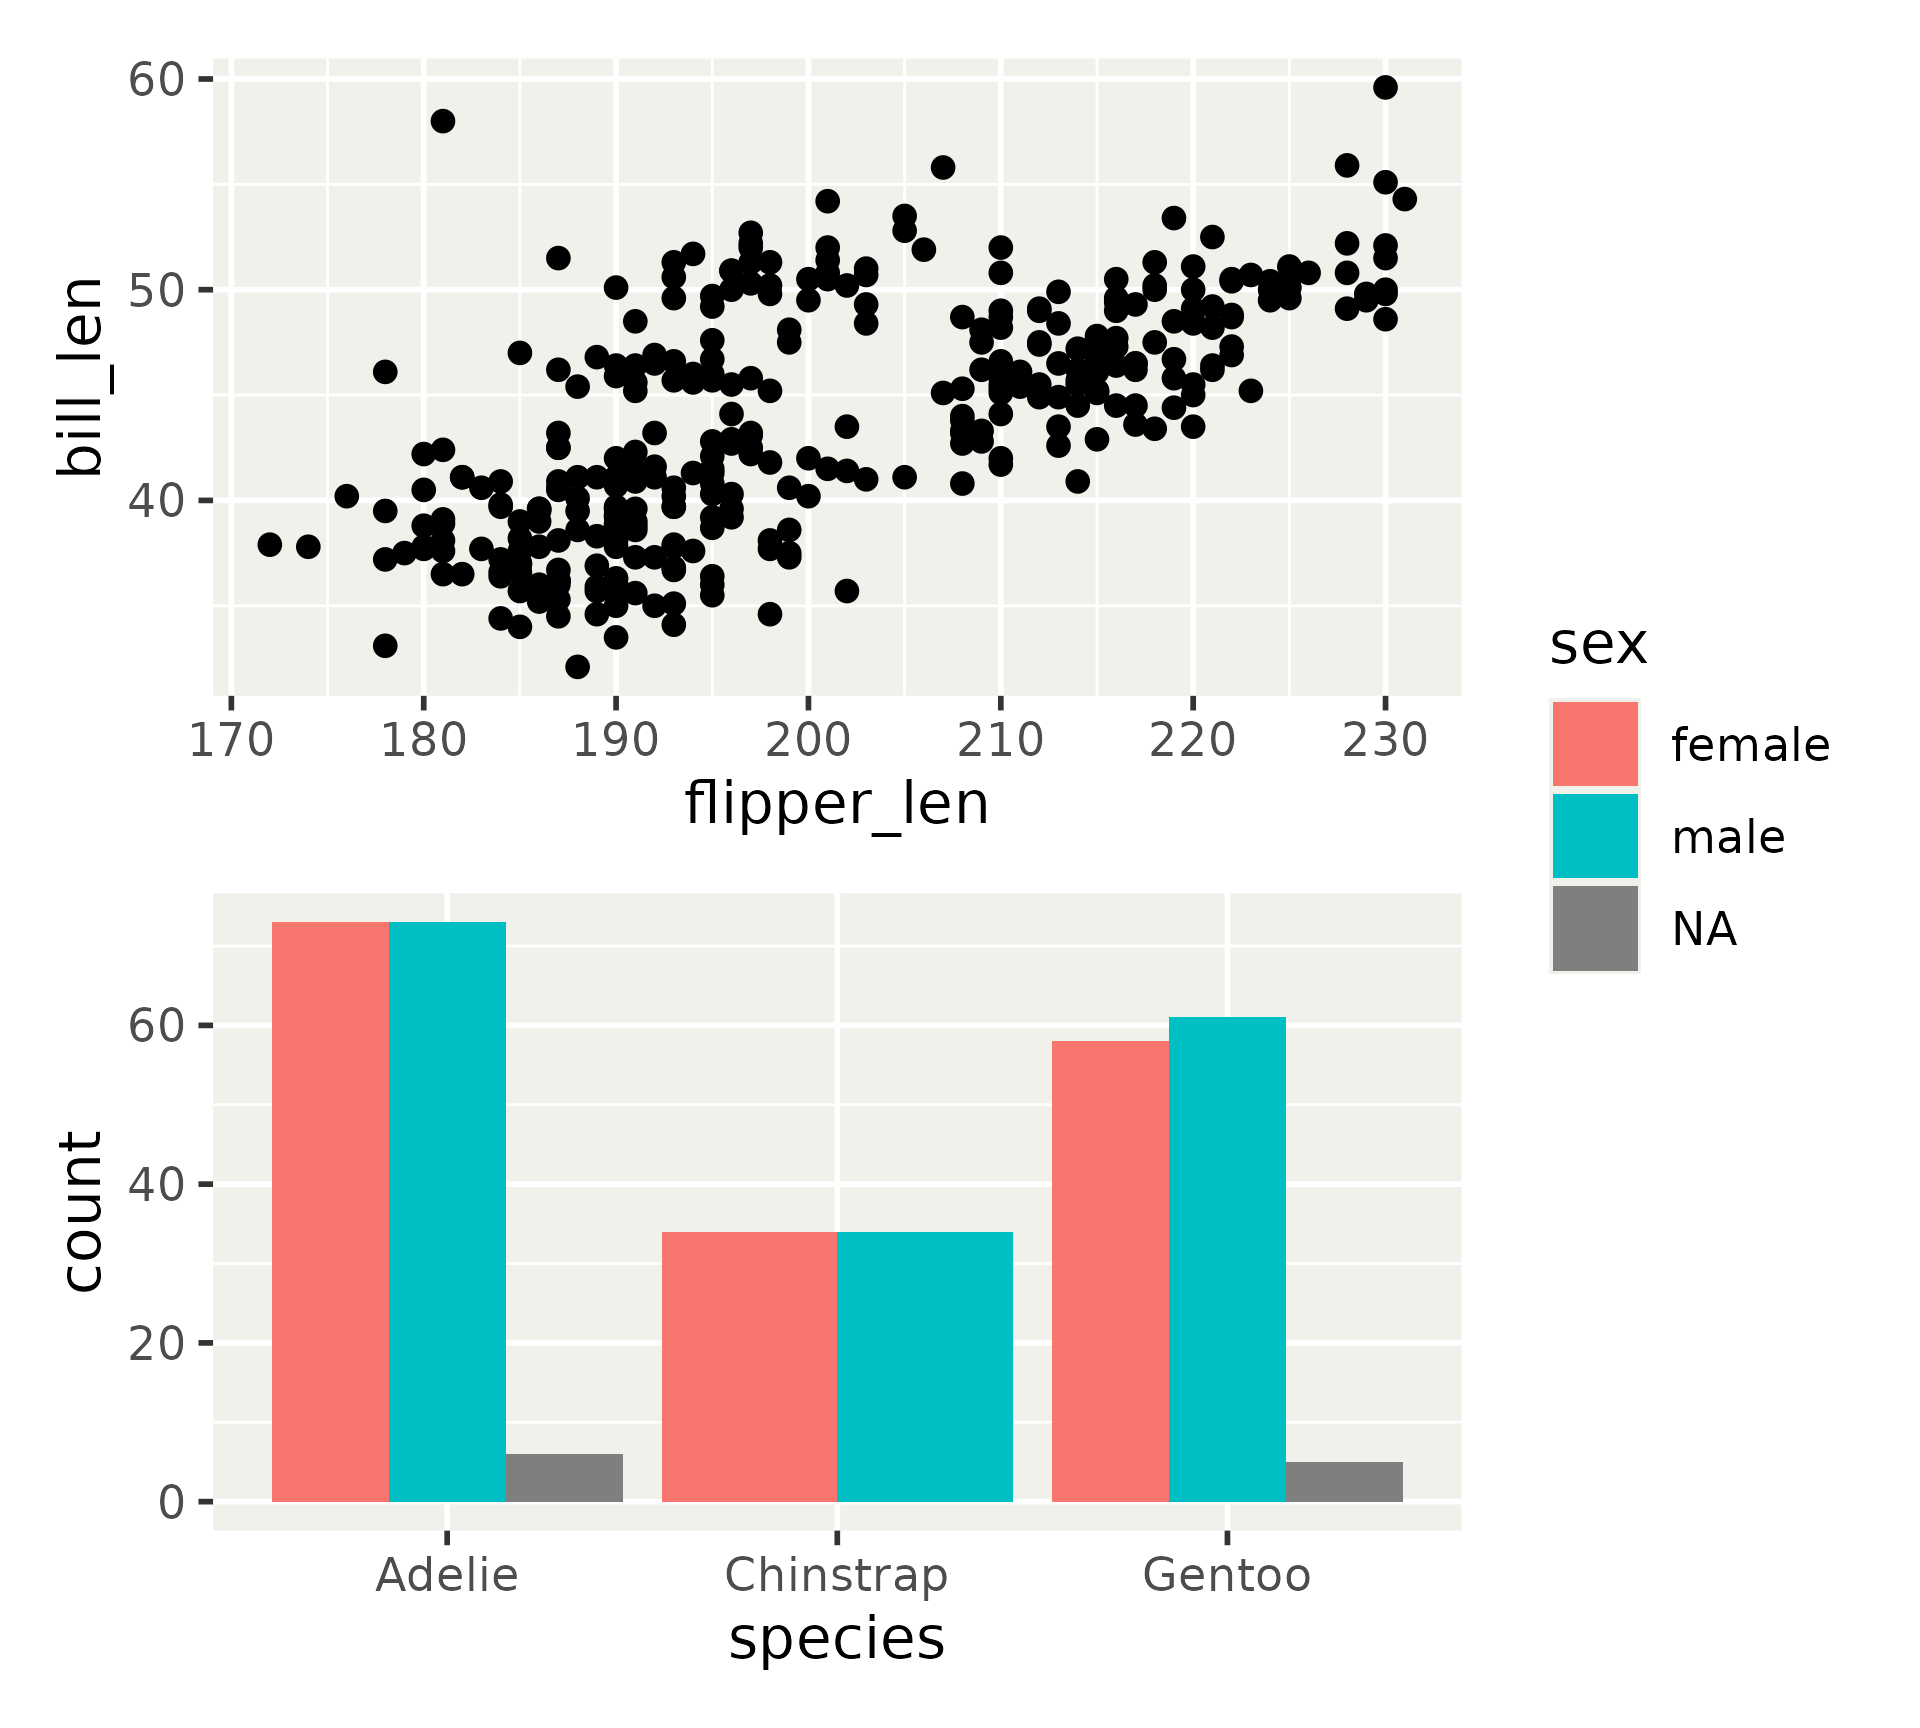 60
50
40
bill_len
170 180 190 200 210 220 230
flipper_len
sex
female
male
NA
60
40
20
0
count
Adelie Chinstrap Gentoo
species